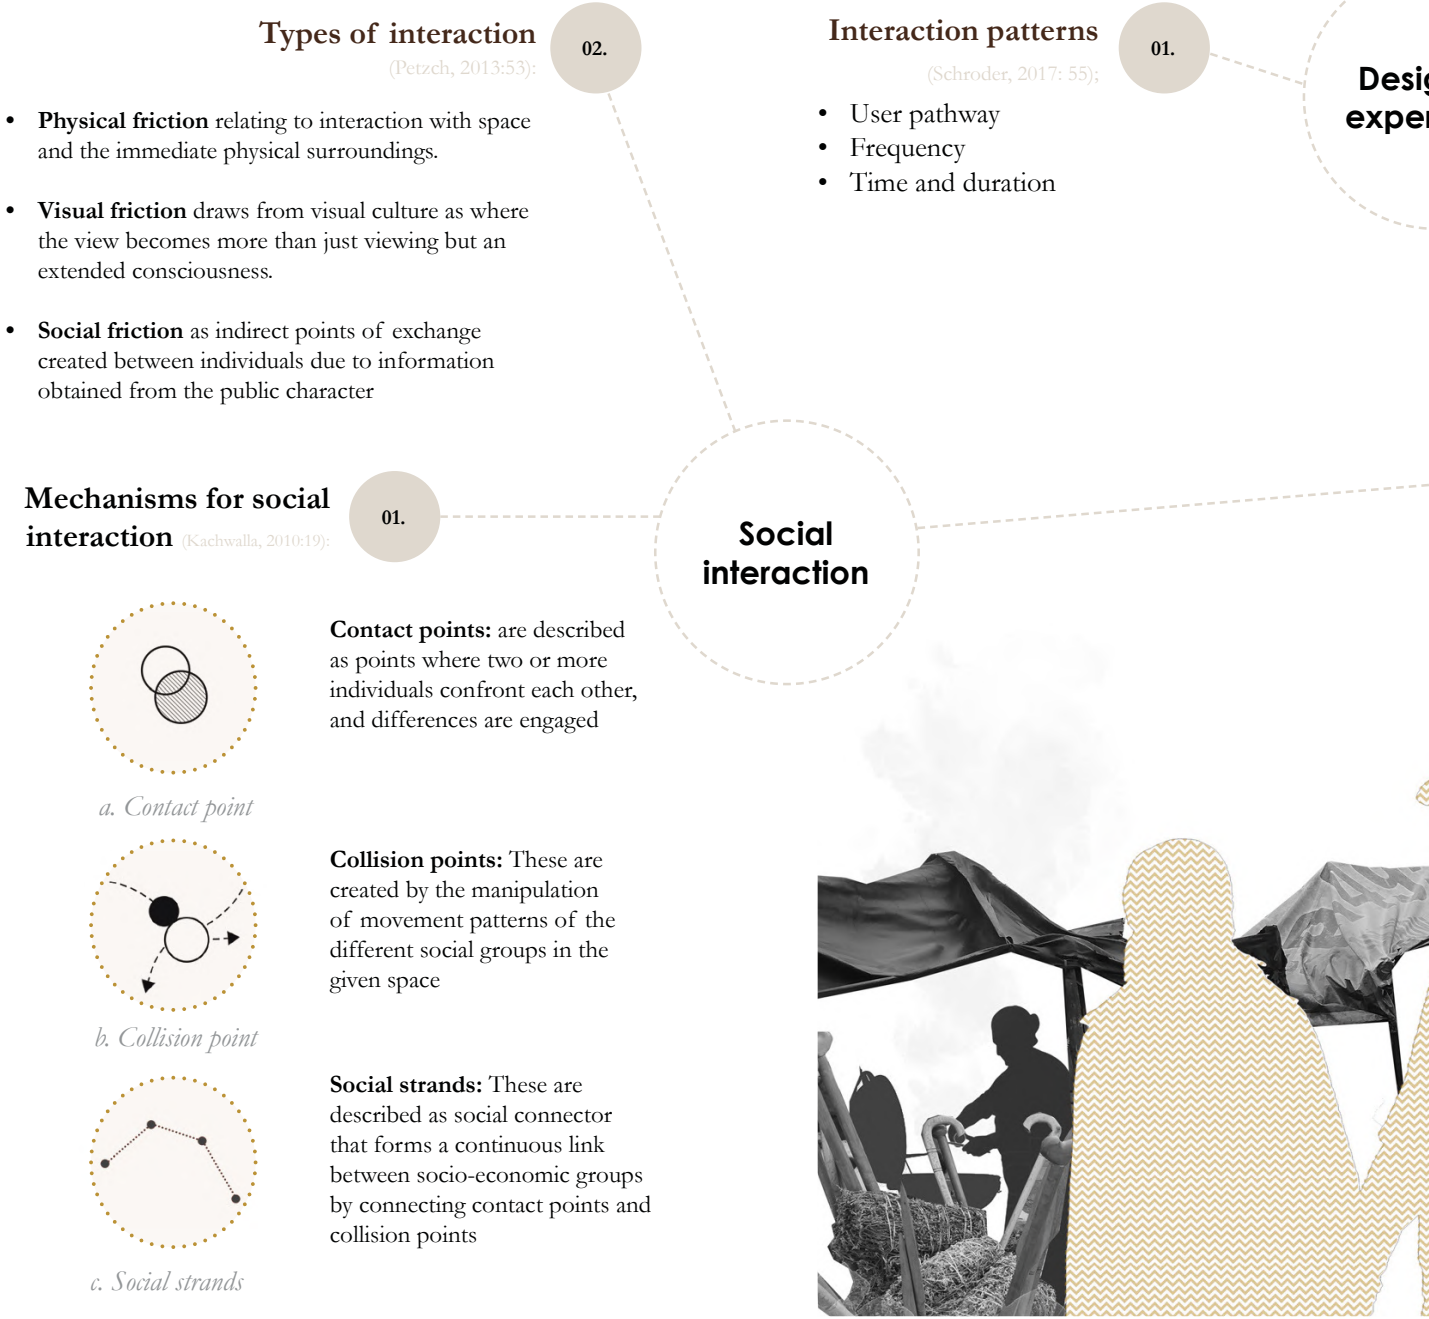 Types of interaction
(Petzch, 2013:53):
02.
• Physical friction relating to interaction with space
and the immediate physical surroundings.
• Visual friction draws from visual culture as where
the view becomes more than just viewing but an
extended consciousness.
• Social friction as indirect points of exchange
created between individuals due to information
obtained from the public character
Interaction patterns
(Schroder, 2017: 55);
01.
• User pathway
• Frequency
• Time and duration
Desig
exper
Mechanisms for social
interaction (Kachwalla, 2010:19):
01.
Social
interaction
Contact points: are described
as points where two or more
individuals confront each other,
and differences are engaged
a. Contact point
Collision points: These are
created by the manipulation
of movement patterns of the
different social groups in the
given space
b. Collision point
Social strands: These are
described as social connector
that forms a continuous link
between socio-economic groups
by connecting contact points and
collision points
c. Social strands